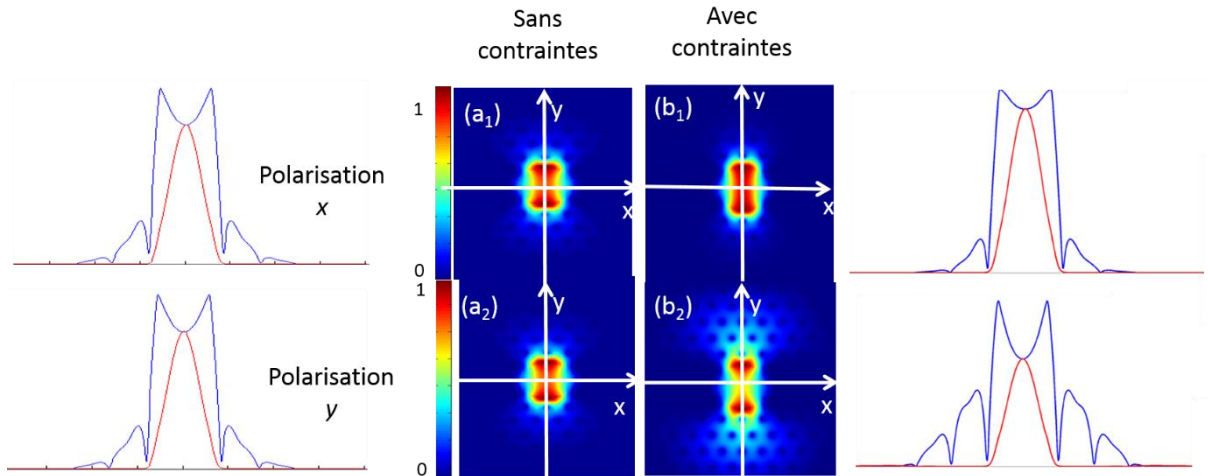 Sans
contraintes
Avec
contraintes
1
0
(a₁)
y
x
(b₁)
y
x
Polarisation
x
1
0
(a₂)
y
x
(b₂)
y
x
Polarisation
y